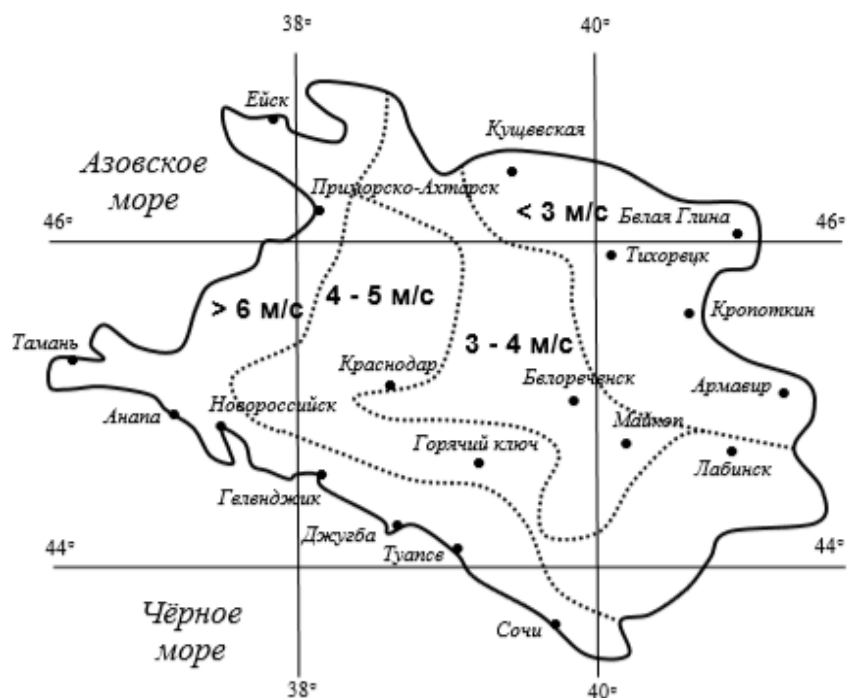 38° 40°
Ейск
Кущевская
Азовское
море
Приморско-Ахтарск
< 3 м/с
Белая Глина
46° 46°
Тихорецк
> 6 м/с 4 - 5 м/с
Кропоткин
Тамань
3 - 4 м/с
Краснодар
Белореченск
Армавир
Анапа
Новороссийск
Майкоп
Горячий ключ
Лабинск
Геленджик
Джугба
Туапсе
44° 44°
Чёрное
море
Сочи
38° 40°